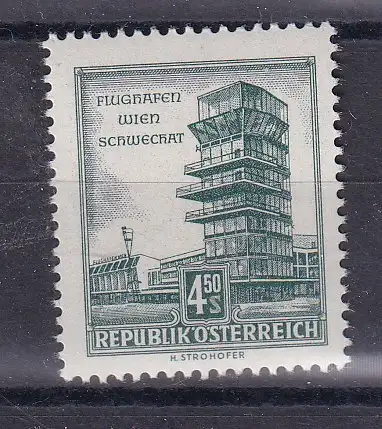 FLUGHAFEN
WIEN
SCHWECHAT
4 50
S
REPUBLIK ÖSTERREICH
H. STROHOFER